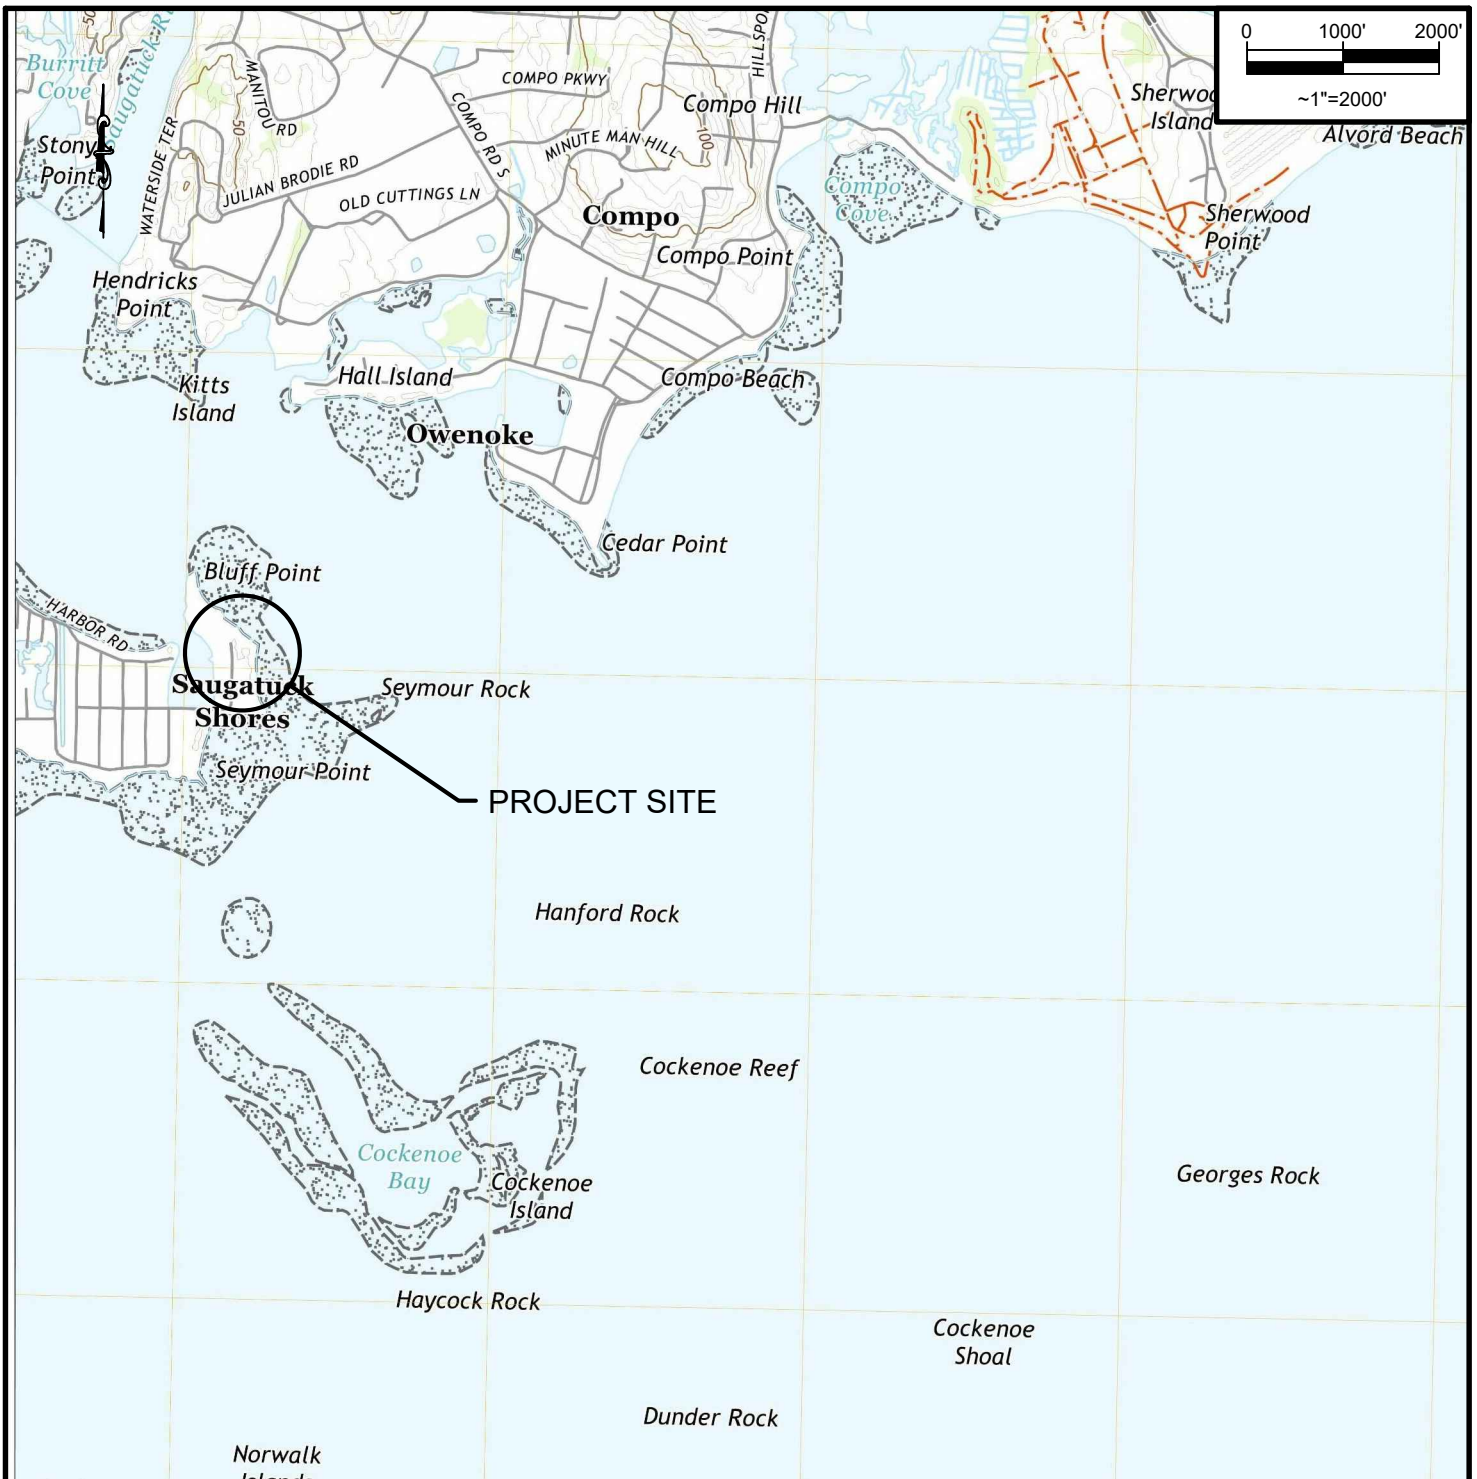 50
Saugatuck R
Burritt
Cove
Stony
Point
MANITOU RD
50
WATERSIDE TER
JULIAN BRODIE RD
OLD CUTTINGS LN
COMPO RD S
COMPO PKWY
MINUTE MAN HILL
100
Compo Hill
HILLSPO
Compo
Compo Point
Compo
Cove
Sherwoo
Island
0 1000' 2000'
~1"=2000'
Alvord Beach
Sherwood
Point
Hendricks
Point
Kitts
Island
Hall Island
Owenoke
Compo Beach
Cedar Point
Bluff Point
HARBOR RD
Saugatuck
Shores
Seymour Rock
Seymour Point
PROJECT SITE
Hanford Rock
Cockenoe Reef
Cockenoe
Bay
Cockenoe
Island
Georges Rock
Haycock Rock
Cockenoe
Shoal
Dunder Rock
Norwalk